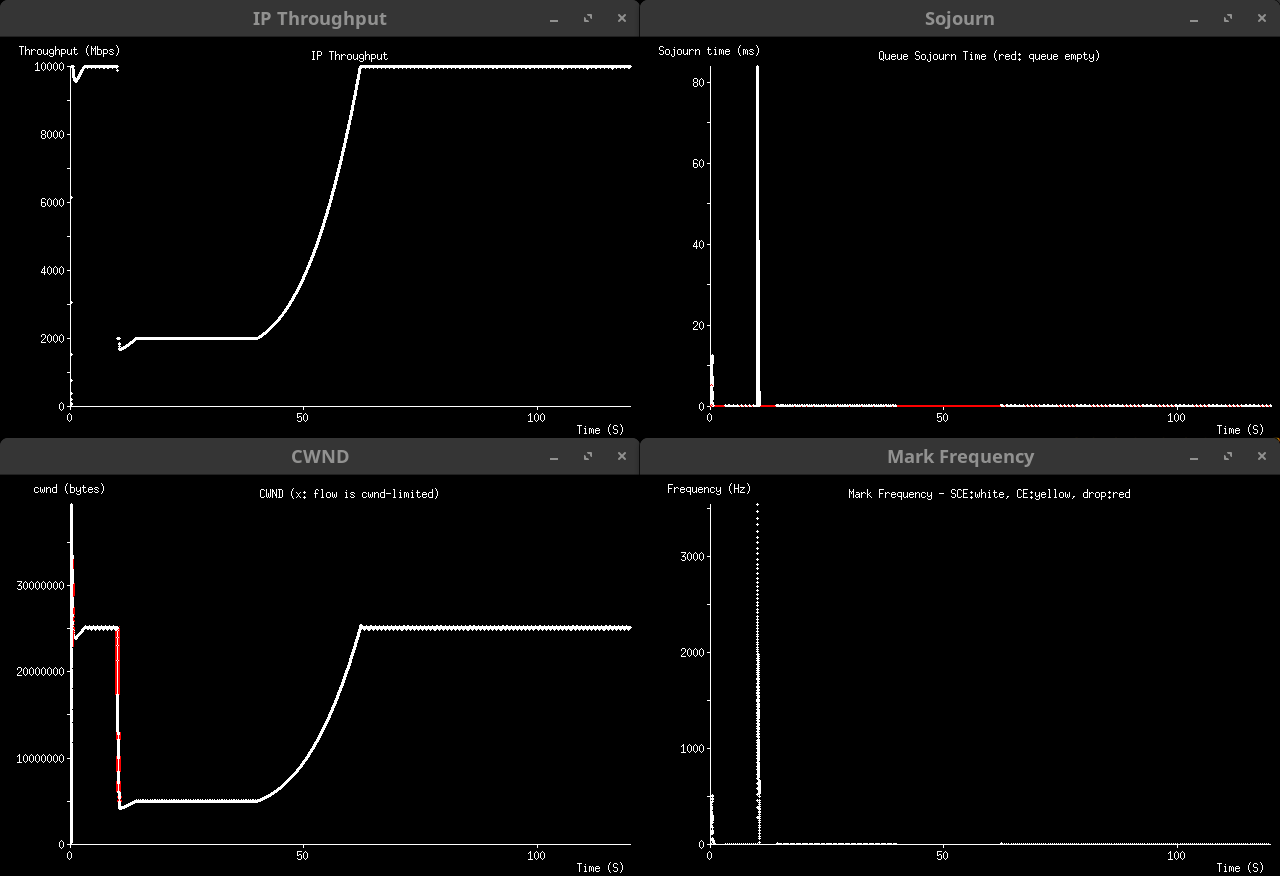 IP Throughput
Throughput (Mbps)
IP Throughput
10000
8000
6000
4000
2000
0
0
50
100
Time (S)
Sojourn
Sojourn time (ms)
Queue Sojourn Time (red: queue empty)
80
60
40
20
0
0
50
100
Time (S)
CWND
cwnd (bytes)
CWND (x: flow is cwnd-limited)
30000000
20000000
10000000
0
0
50
100
Time (S)
Mark Frequency
Frequency (Hz)
Mark Frequency - SCE:white, CE:yellow, drop:red
3000
2000
1000
0
0
50
100
Time (S)